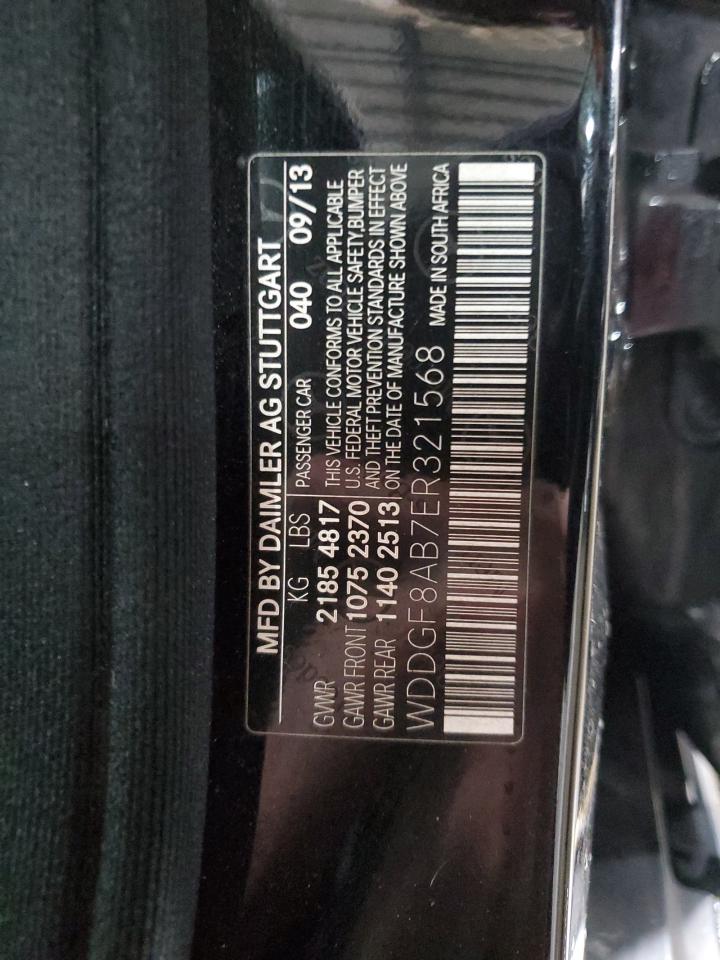 MFD BY DAIMLER AG STUTTGART
KG LBS
GVWR 2185 4817
GAWR FRONT 1075 2370
GAWR REAR 1140 2513
PASSENGER CAR 040 09/13
THIS VEHICLE CONFORMS TO ALL APPLICABLE
U.S. FEDERAL MOTOR VEHICLE SAFETY,BUMPER
AND THEFT PREVENTION STANDARDS IN EFFECT
ON THE DATE OF MANUFACTURE SHOWN ABOVE
WDDGF8AB7ER321568 MADE IN SOUTH AFRICA